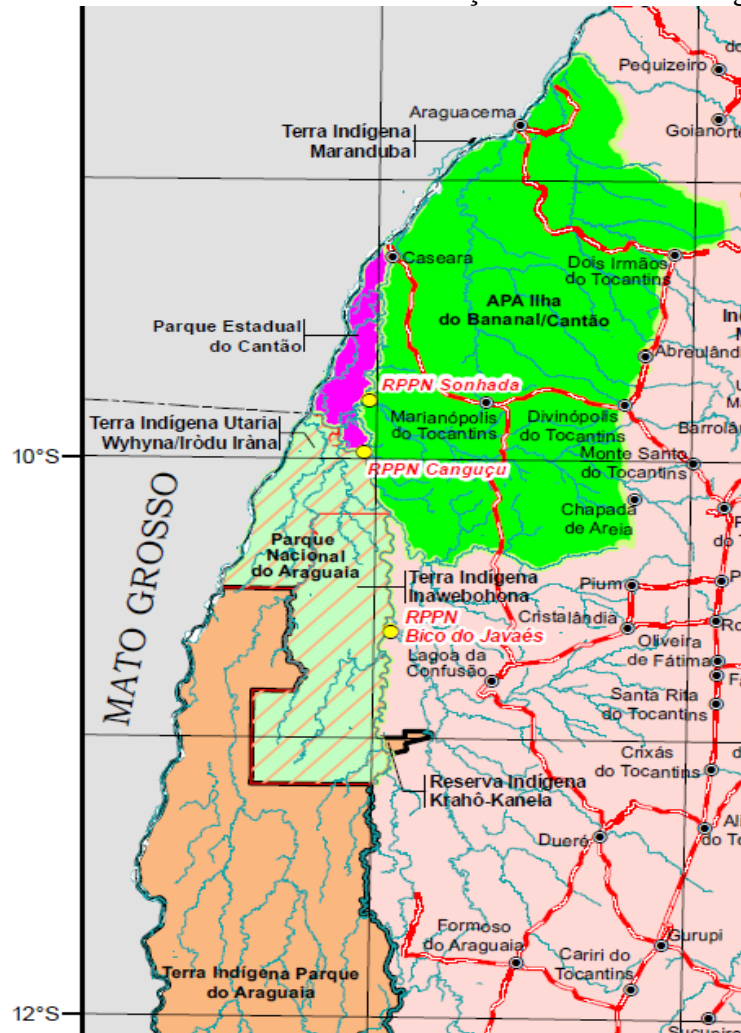 Pequizeiro
Araguacema
Goianorte
Terra Indígena
Maranduba
Caseara
Dois Irmãos
do Tocantins
APA Ilha
do Bananal/Cantão
Parque Estadual
do Cantão
RPPN Sonhada
Marianópolis
do Tocantins
Divinópolis
do Tocantins
Terra Indígena Utaria
Wyhyna/Iròdu Iràna
Monte Santo
do Tocantins
10°S
RPPN Canguçu
Chapada
de Areia
MATO GROSSO
Parque
Nacional
do Araguaia
Terra Indígena
Inawebohona
Pium
RPPN
Bico do Javaés
Cristalândia
Oliveira
de Fátima
Lagoa da
Confusão
Santa Rita
do Tocantins
Crixás
do Tocantins
Reserva Indígena
Krahô-Kanela
Dueré
Formoso
do Araguaia
Cariri do
Tocantins
Gurupi
Terra Indígena Parque
do Araguaia
12°S